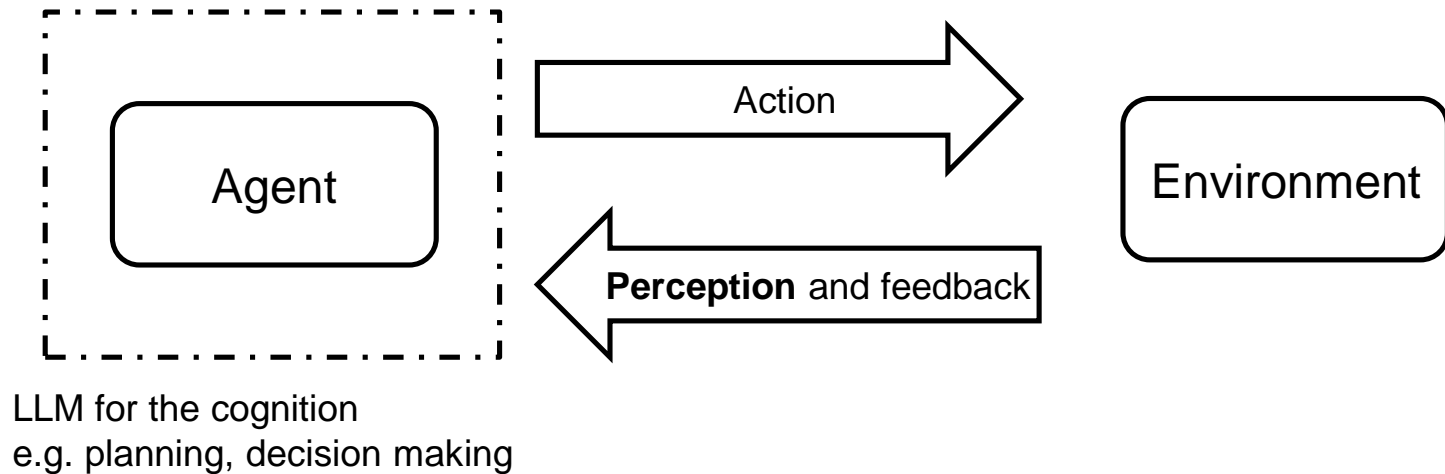 Action
Agent
Environment
Perception and feedback
LLM for the cognition
e.g. planning, decision making